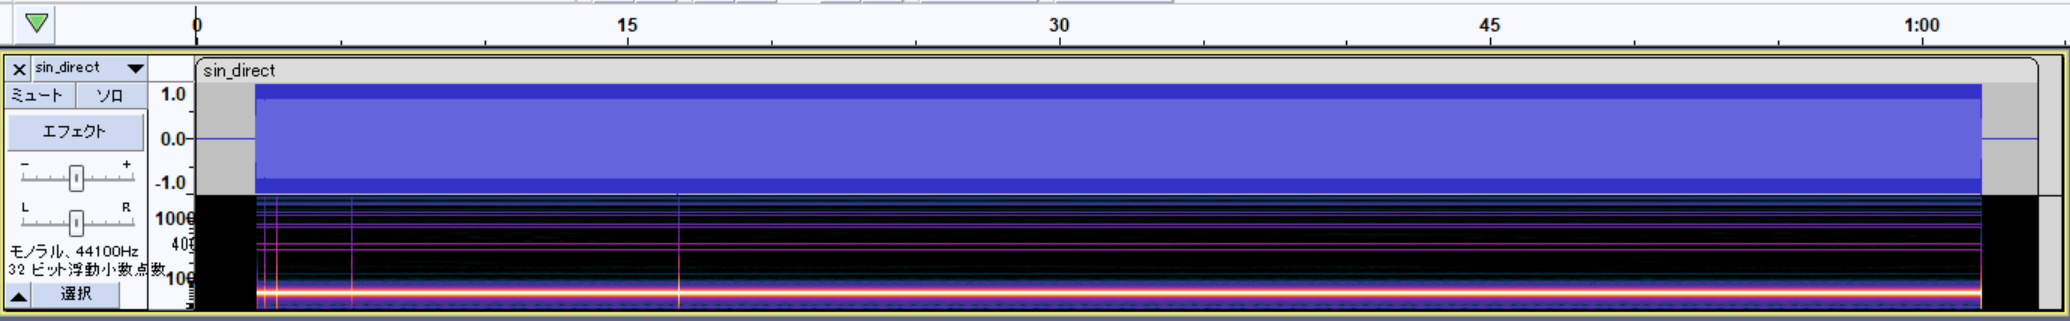 0 15 30 45 1:00
sin_direct
sin_direct
ミュート ソロ
エフェクト
- +
L R
モノラル、44100Hz
32 ビット浮動小数点数
選択
1.0
0.0
-1.0
1000
400
100